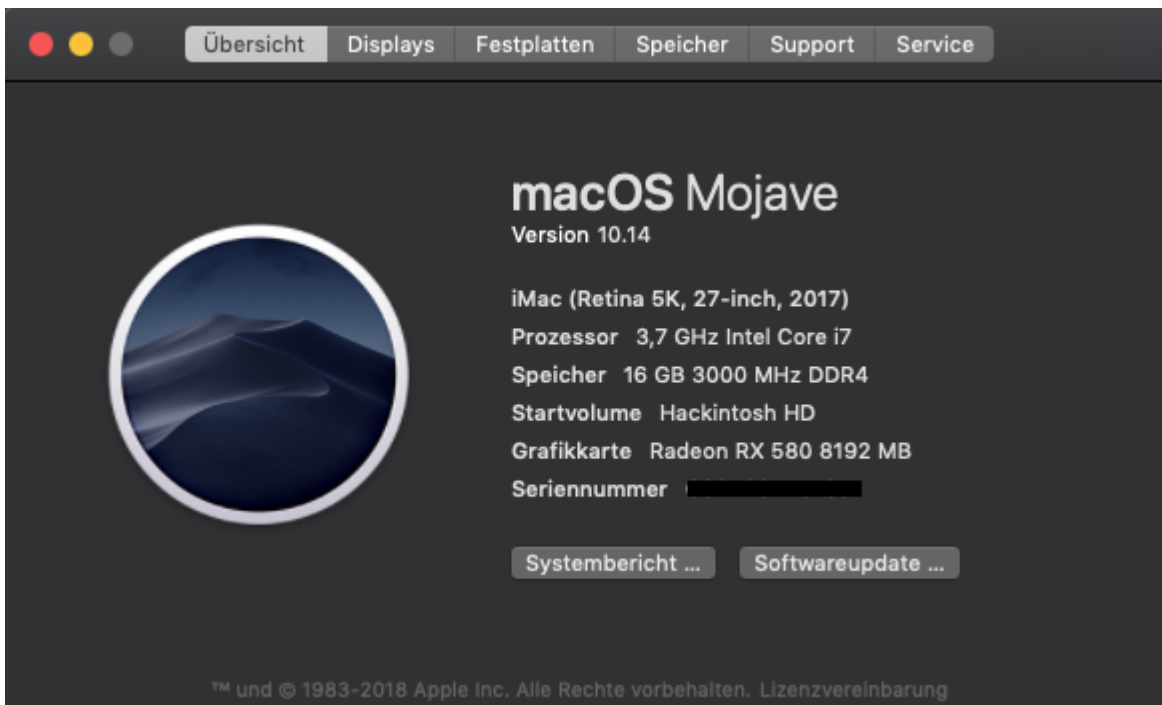 Übersicht Displays Festplatten Speicher Support Service
macOS Mojave
Version 10.14
iMac (Retina 5K, 27-inch, 2017)
Prozessor 3,7 GHz Intel Core i7
Speicher 16 GB 3000 MHz DDR4
Startvolume Hackintosh HD
Grafikkarte Radeon RX 580 8192 MB
Seriennummer
Systembericht ... Softwareupdate ...
™ und © 1983-2018 Apple Inc. Alle Rechte vorbehalten. Lizenzvereinbarung